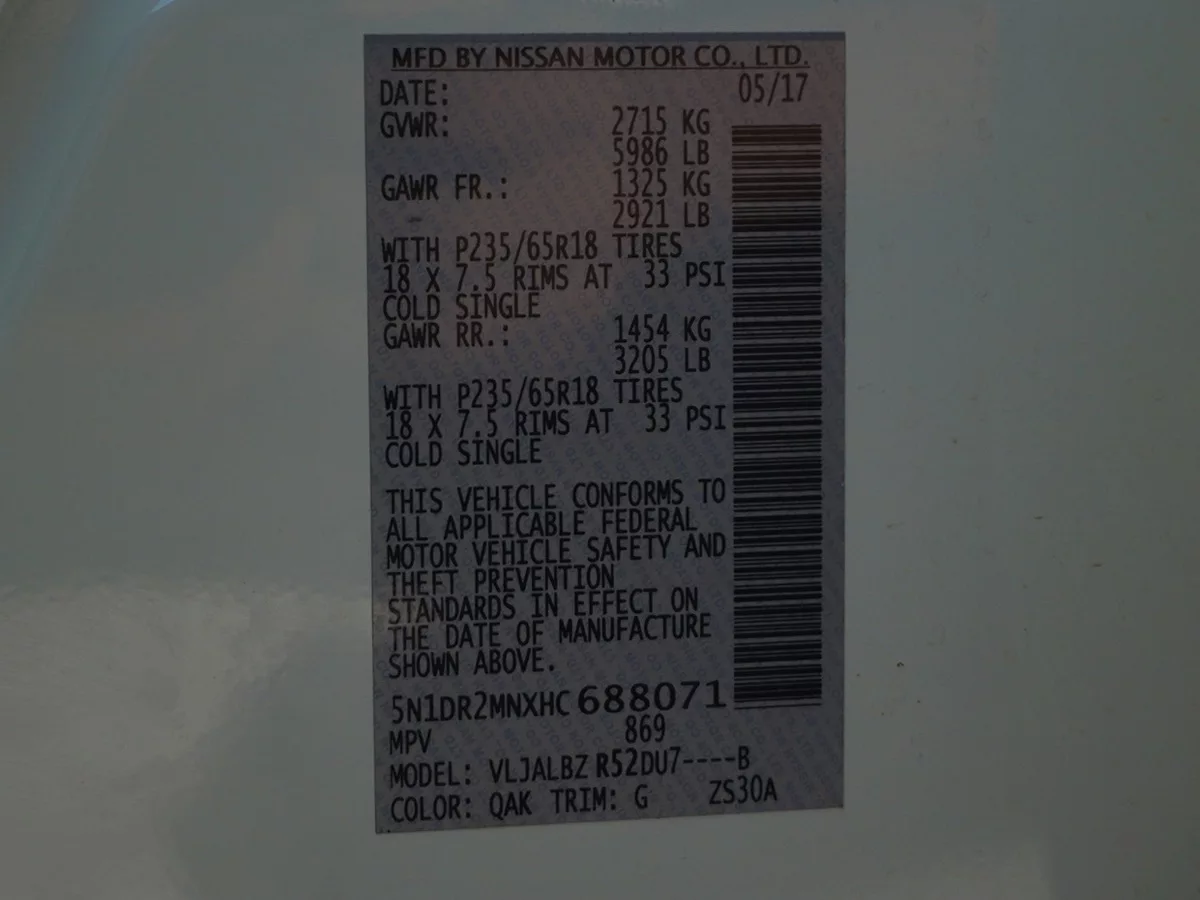 MFD BY NISSAN MOTOR CO., LTD.
DATE: 05/17
GVWR: 2715 KG
5986 LB
GAWR FR.: 1325 KG
2921 LB
WITH P235/65R18 TIRES
18 X 7.5 RIMS AT 33 PSI
COLD SINGLE
GAWR RR.: 1454 KG
3205 LB
WITH P235/65R18 TIRES
18 X 7.5 RIMS AT 33 PSI
COLD SINGLE
THIS VEHICLE CONFORMS TO
ALL APPLICABLE FEDERAL
MOTOR VEHICLE SAFETY AND
THEFT PREVENTION
STANDARDS IN EFFECT ON
THE DATE OF MANUFACTURE
SHOWN ABOVE.
5N1DR2MNXHC688071
MPV 869
MODEL: VLJALBZ R52DU7----B
COLOR: QAK TRIM: G ZS30A